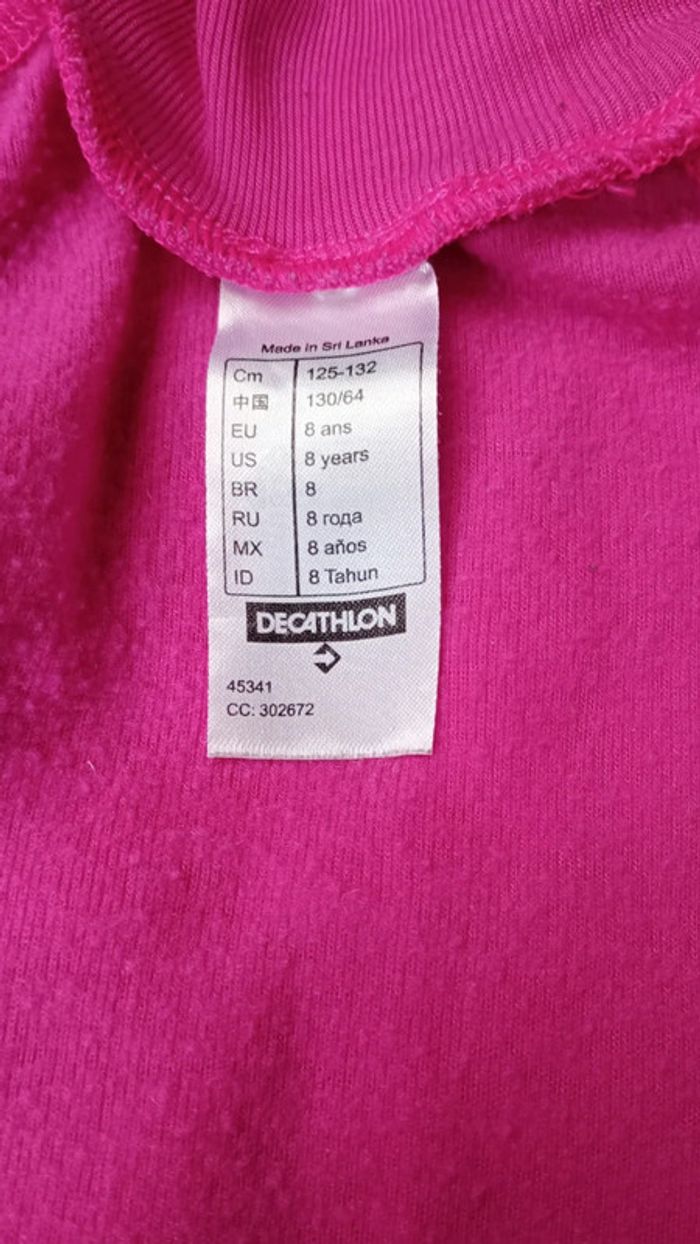 Made in Sri Lanka
Cm 125-132
中国 130/64
EU 8 ans
US 8 years
BR 8
RU 8 года
MX 8 años
ID 8 Tahun
DECATHLON
45341
CC: 302672